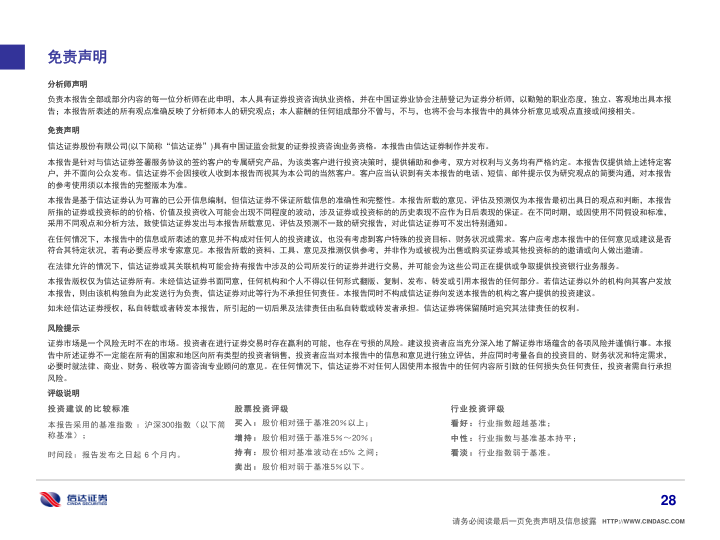 免责声明
分析师声明
负责本报告全部或部分内容的每一位分析师在此申明，本人具有证券投资咨询执业资格，并在中国证券业协会注册登记为证券分析师，以勤勉的职业态度，独立、客观地出具本报
告；本报告所表述的所有观点准确反映了分析师本人的研究观点；本人薪酬的任何组成部分不曾与、不与，也将不会与本报告中的具体分析意见或观点直接或间接相关。
免责声明
信达证券股份有限公司(以下简称“信达证券”)具有中国证监会批复的证券投资咨询业务资格。本报告由信达证券制作并发布。
本报告是针对与信达证券签署服务协议的签约客户的专属研究产品，为该类客户进行投资决策时，提供辅助和参考，双方对权利与义务均有严格约定。本报告仅提供给上述特定客
户，并不面向公众发布。信达证券不会因接收人收到本报告而视其为本公司的当然客户。客户应当认识到有关本报告的电话、短信、邮件提示仅为研究观点的简要沟通，对本报告
的参考使用须以本报告的完整版本为准。
本报告是基于信达证券认为可靠的已公开信息编制，但信达证券不保证所载信息的准确性和完整性。本报告所载的意见、评估及预测仅为本报告最初出具日的观点和判断，本报告
所指的证券或投资标的的价格、价值及投资收入可能会出现不同程度的波动，涉及证券或投资标的的历史表现不应作为日后表现的保证。在不同时期，或因使用不同假设和标准，
采用不同观点和分析方法，致使信达证券发出与本报告所载意见、评估及预测不一致的研究报告，对此信达证券可不发出特别通知。
在任何情况下，本报告中的信息或所表述的意见并不构成对任何人的投资建议，也没有考虑到客户特殊的投资目标、财务状况或需求。客户应考虑本报告中的任何意见或建议是否
符合其特定状况，若有必要应寻求专家意见。本报告所载的资料、工具、意见及推测仅供参考，并非作为或被视为出售或购买证券或其他投资标的的邀请或向人做出邀请。
在法律允许的情况下，信达证券或其关联机构可能会持有报告中涉及的公司所发行的证券并进行交易，并可能会为这些公司正在提供或争取提供投资银行业务服务。
本报告版权仅为信达证券所有。未经信达证券书面同意，任何机构和个人不得以任何形式翻版、复制、发布、转发或引用本报告的任何部分。若信达证券以外的机构向其客户发放
本报告，则由该机构独自为此发送行为负责，信达证券对此等行为不承担任何责任。本报告同时不构成信达证券向发送本报告的机构之客户提供的投资建议。
如未经信达证券授权，私自转载或者转发本报告，所引起的一切后果及法律责任由私自转载或转发者承担。信达证券将保留随时追究其法律责任的权利。
风险提示
证券市场是一个风险无时不在的市场。投资者在进行证券交易时存在赢利的可能，也存在亏损的风险。建议投资者应当充分深入地了解证券市场蕴含的各项风险并谨慎行事。本报
告中所述证券不一定能在所有的国家和地区向所有类型的投资者销售，投资者应当对本报告中的信息和意见进行独立评估，并应同时考量各自的投资目的、财务状况和特定需求，
必要时就法律、商业、财务、税收等方面咨询专业顾问的意见。在任何情况下，信达证券不对任何人因使用本报告中的任何内容所引致的任何损失负任何责任，投资者需自行承担
风险。
评级说明
投资建议的比较标准
本报告采用的基准指数 ：沪深300指数（以下简
称基准）；
时间段：报告发布之日起 6 个月内。
股票投资评级
买入：股价相对强于基准20％以上；
增持：股价相对强于基准5％～20％；
持有：股价相对基准波动在±5% 之间；
卖出：股价相对弱于基准5％以下。
行业投资评级
看好：行业指数超越基准；
中性：行业指数与基准基本持平；
看淡：行业指数弱于基准。
信达证券
CINDA SECURITIES
28
请务必阅读最后一页免责声明及信息披露 HTTP://WWW.CINDASC.COM